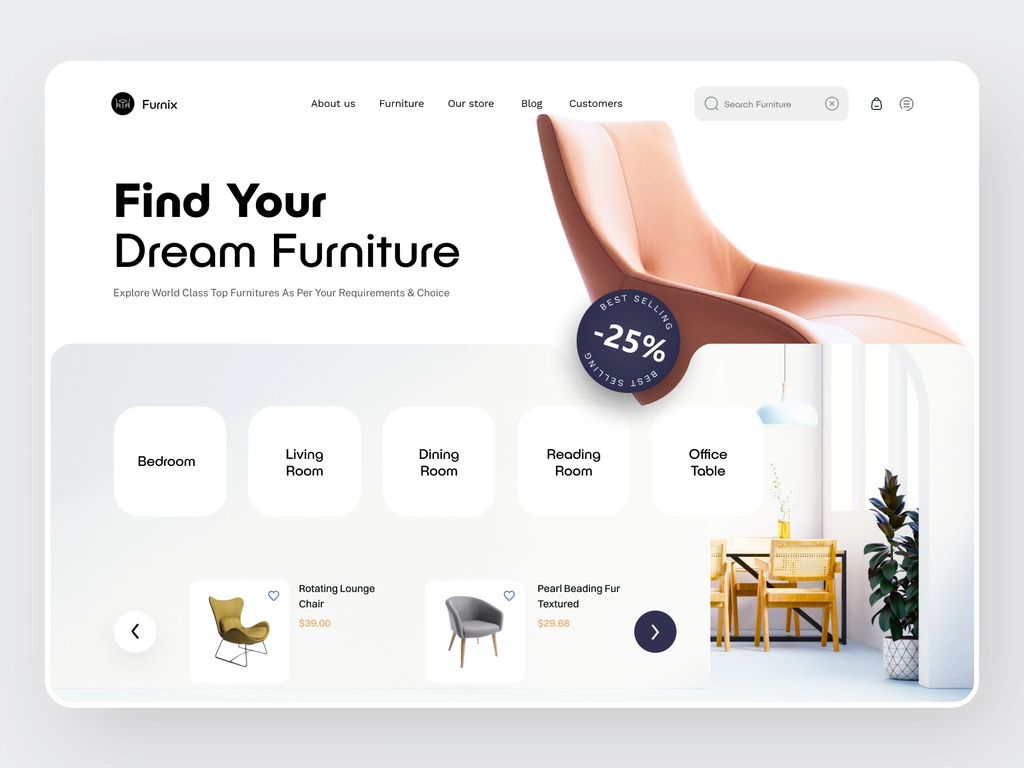 Furnix
About us
Furniture
Our store
Blog
Customers
Search Furniture
Find Your
Dream Furniture
Explore World Class Top Furnitures As Per Your Requirements & Choice
BEST SELLING
-25%
BEST SELLING
Bedroom
Living
Room
Dining
Room
Reading
Room
Office
Table
Rotating Lounge
Chair
$39.00
Pearl Beading Fur
Textured
$29.68